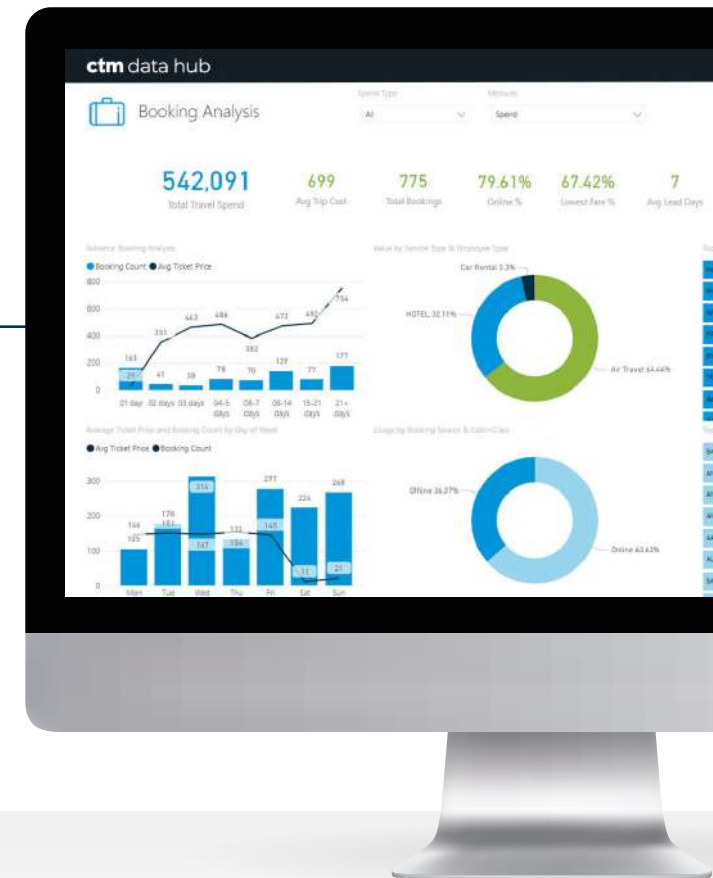 ctm data hub
Booking Analysis
Spend Type
All
Measure
Spend
542,091
Total Travel Spend
699
Avg Trip Cost
775
Total Bookings
79.61%
Online %
67.42%
Lowest Fare %
7
Avg Lead Days
Advance Booking Analysis
Booking Count Avg Ticket Price
800
600
400
200
0
163
21
351
41
463
39
486
78
382
70
472
127
492
77
754
177
01 day 02 days 03 days 04-5 days 06-7 days 06-14 days 15-21 days 21+ days
Value by Service Type & Employee Type
Car Rental 3.3%
HOTEL, 32.11%
Air Travel 64.44%
Average Ticket Price and Booking Count by Day of Week
Avg Ticket Price Booking Count
300
200
100
0
146
105
178
151
314
147
132
134
277
145
224
11
268
21
Mon Tue Wed Thu Fri Sat Sun
Usage by Booking Source & Cabin Class
Offline 36.37%
Online 63.63%